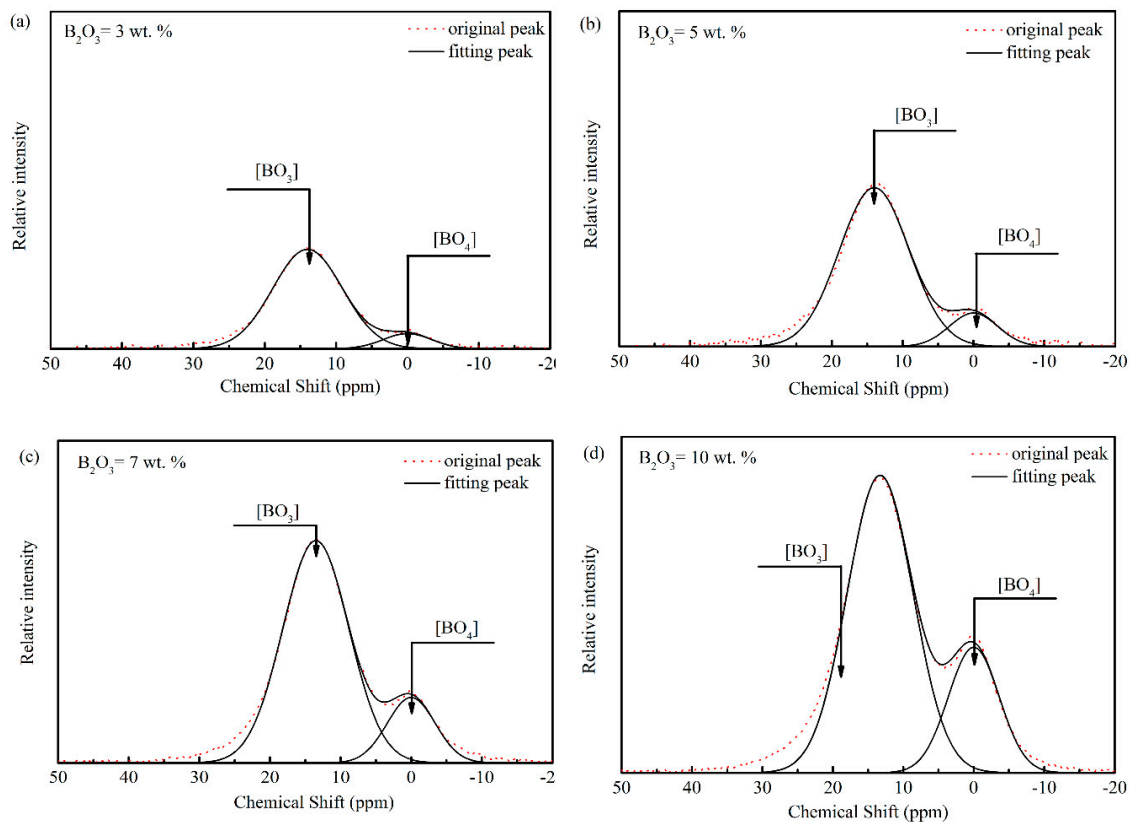 (a)
B₂O₃= 3 wt. %
original peak
fitting peak
[BO₃]
[BO₄]
Relative intensity
50 40 30 20 10 0 -10 -20
Chemical Shift (ppm)
(b)
B₂O₃= 5 wt. %
original peak
fitting peak
[BO₃]
[BO₄]
Relative intensity
50 40 30 20 10 0 -10 -20
Chemical Shift (ppm)
(c)
B₂O₃= 7 wt. %
original peak
fitting peak
[BO₃]
[BO₄]
Relative intensity
50 40 30 20 10 0 -10 -2
Chemical Shift (ppm)
(d)
B₂O₃= 10 wt. %
original peak
fitting peak
[BO₃]
[BO₄]
Relative intensity
50 40 30 20 10 0 -10 -20
Chemical Shift (ppm)